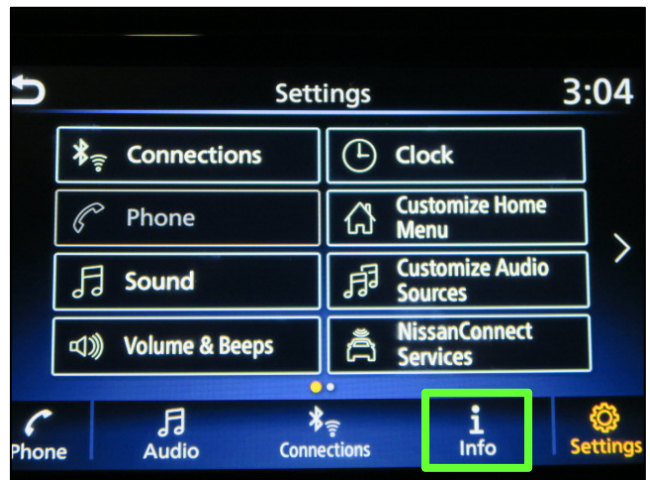 Settings
3:04
Connections
Clock
Phone
Customize Home
Menu
Sound
Customize Audio
Sources
Volume & Beeps
NissanConnect
Services
Phone
Audio
Connections
Info
Settings